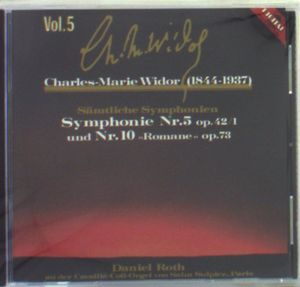 Vol.5
Ch. M. Widor
Charles-Marie Widor (1844-1937)
Sämtliche Symphonien
Symphonie Nr.5 op.42/1
und Nr.10 »Romane« op.73
Daniel Roth
an der Cavaillé-Coll-Orgel von Saint Sulpice, Paris